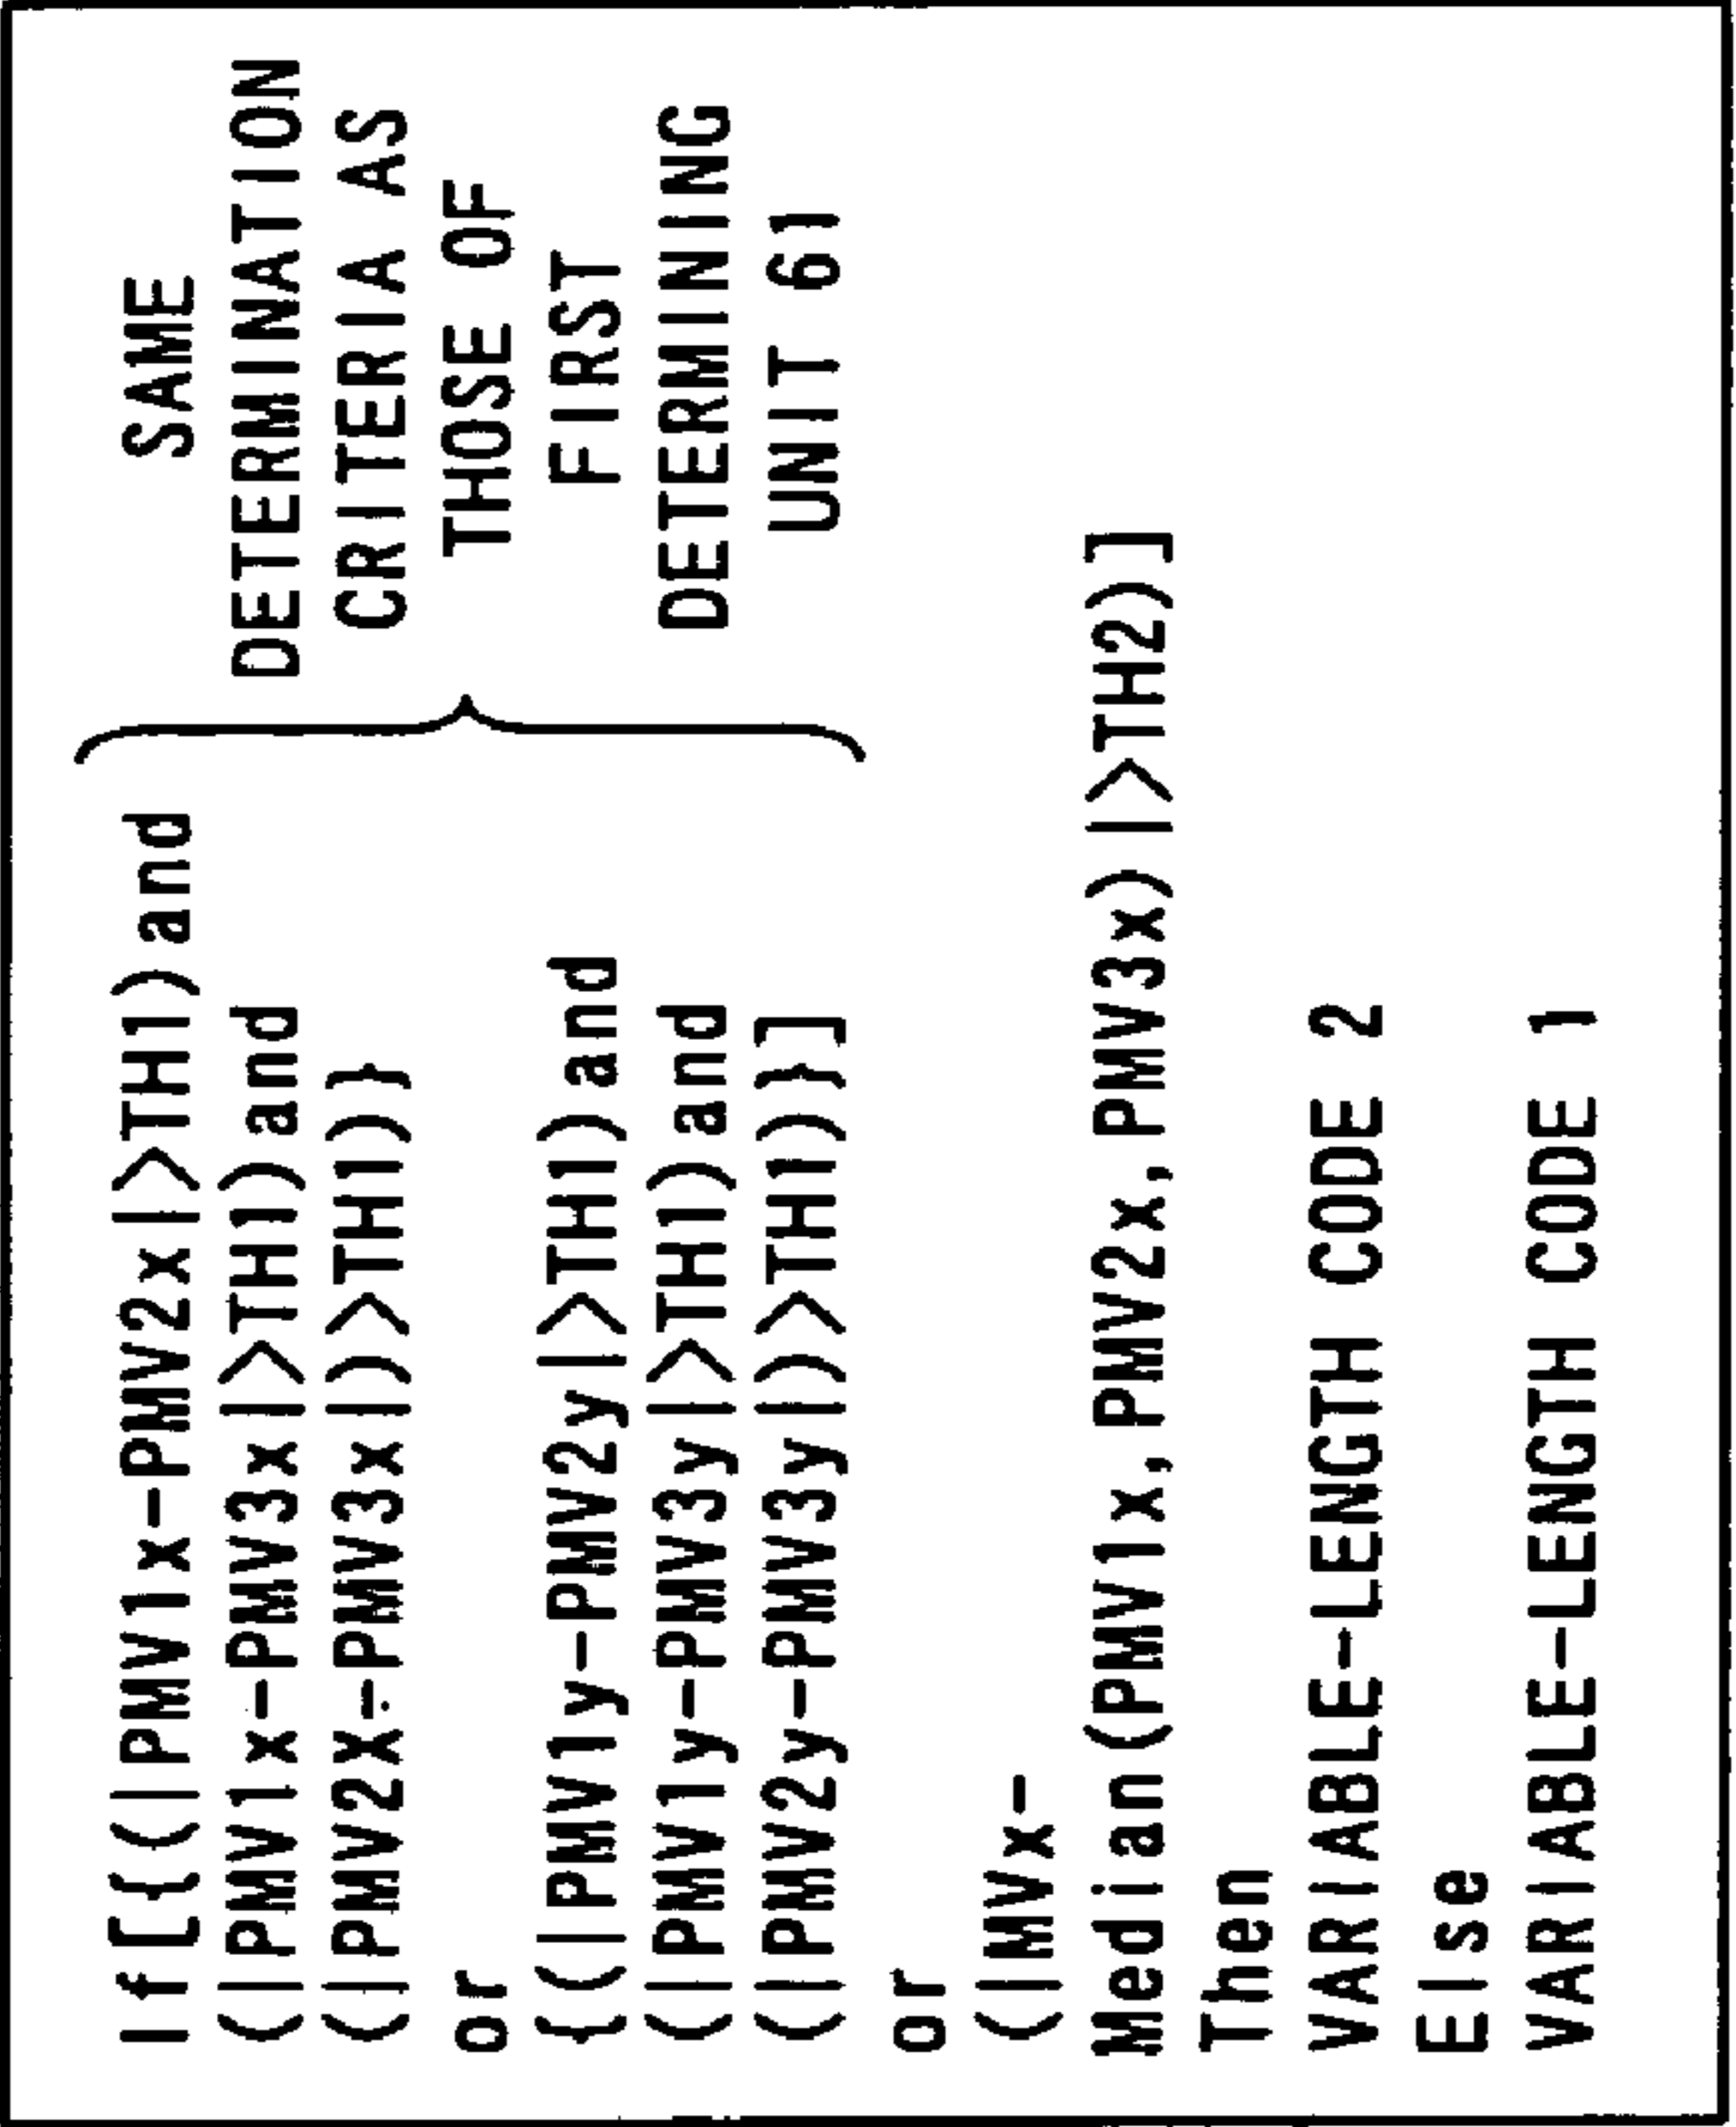 If[{(|PMV1x-PMV2x|>TH1)and
(|PMV1x-PMV3x|>TH1)and
(|PMV2X-PMV3x|)>TH1)}
or
{(|PMV1y-PMV2y|>TH1)and
(|PMV1y-PMV3y|>TH1)and
(|PMV2y-PMV3y|)>TH1)}]
SAME
DETERMINATION
CRITERIA AS
THOSE OF
FIRST
DETERMINING
UNIT 61
or
(|MVx-
Median(PMV1x,PMV2x,PMV3x)|>TH2)]
Then
VARIABLE-LENGTH CODE 2
Else
VARIABLE-LENGTH CODE 1